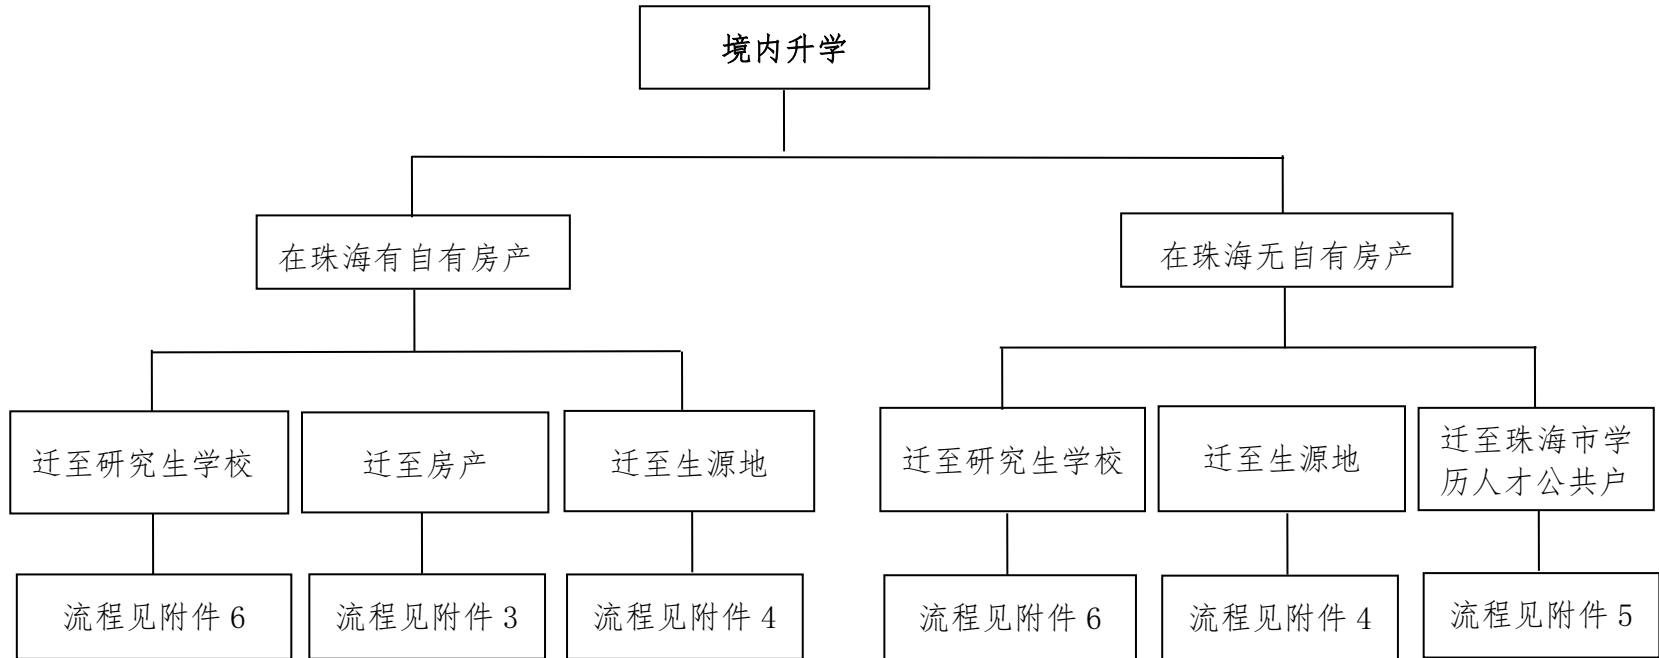 境内升学
在珠海有自有房产
在珠海无自有房产
迁至研究生学校
迁至房产
迁至生源地
迁至研究生学校
迁至生源地
迁至珠海市学
历人才公共户
流程见附件 6
流程见附件 3
流程见附件 4
流程见附件 6
流程见附件 4
流程见附件 5